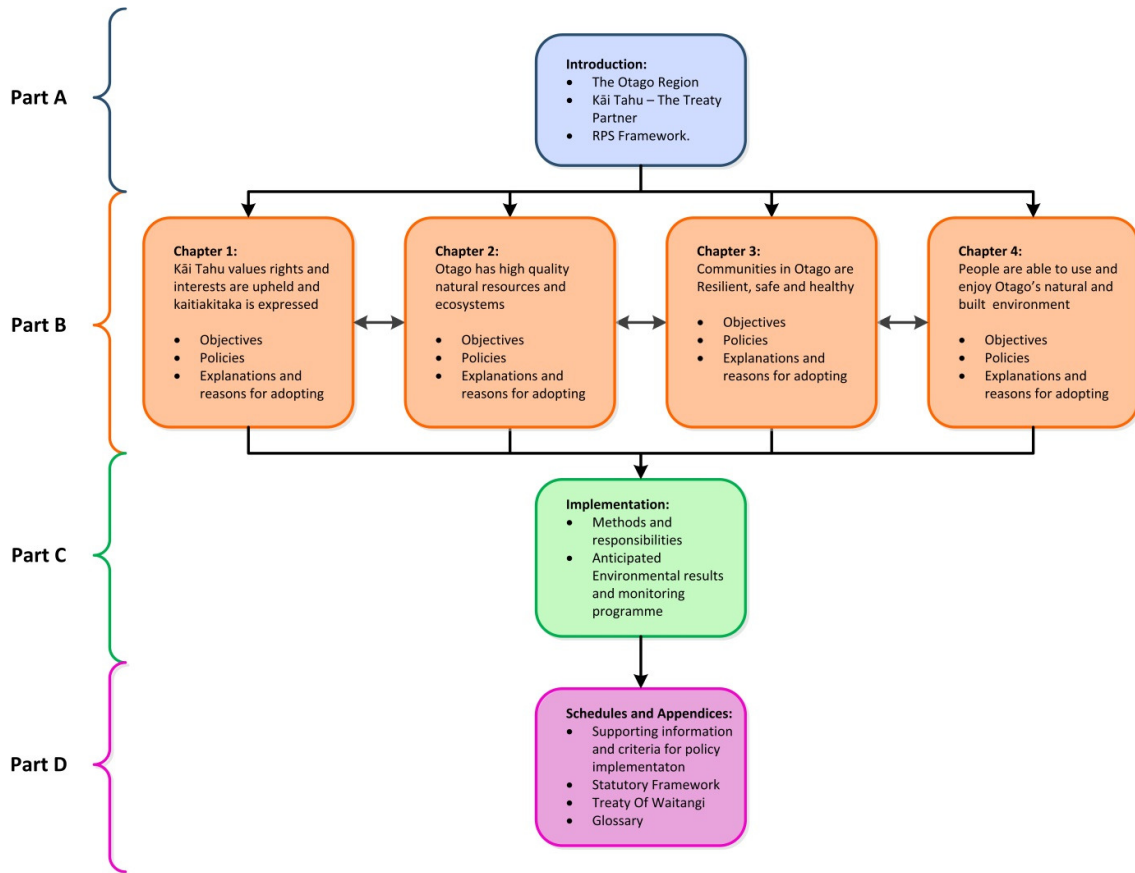 Part A
Introduction:
• The Otago Region
• Kāi Tahu – The Treaty
Partner
• RPS Framework.
Part B
Chapter 1:
Kāi Tahu values rights and
interests are upheld and
kaitiakitaka is expressed
• Objectives
• Policies
• Explanations and
reasons for adopting
Chapter 2:
Otago has high quality
natural resources and
ecosystems
• Objectives
• Policies
• Explanations and
reasons for adopting
Chapter 3:
Communities in Otago are
Resilient, safe and healthy
• Objectives
• Policies
• Explanations and
reasons for adopting
Chapter 4:
People are able to use and
enjoy Otago’s natural and
built  environment
• Objectives
• Policies
• Explanations and
reasons for adopting
Part C
Implementation:
• Methods and
responsibilities
• Anticipated
Environmental results
and monitoring
programme
Part D
Schedules and Appendices:
• Supporting information
and criteria for policy
implementaton
• Statutory Framework
• Treaty Of Waitangi
• Glossary